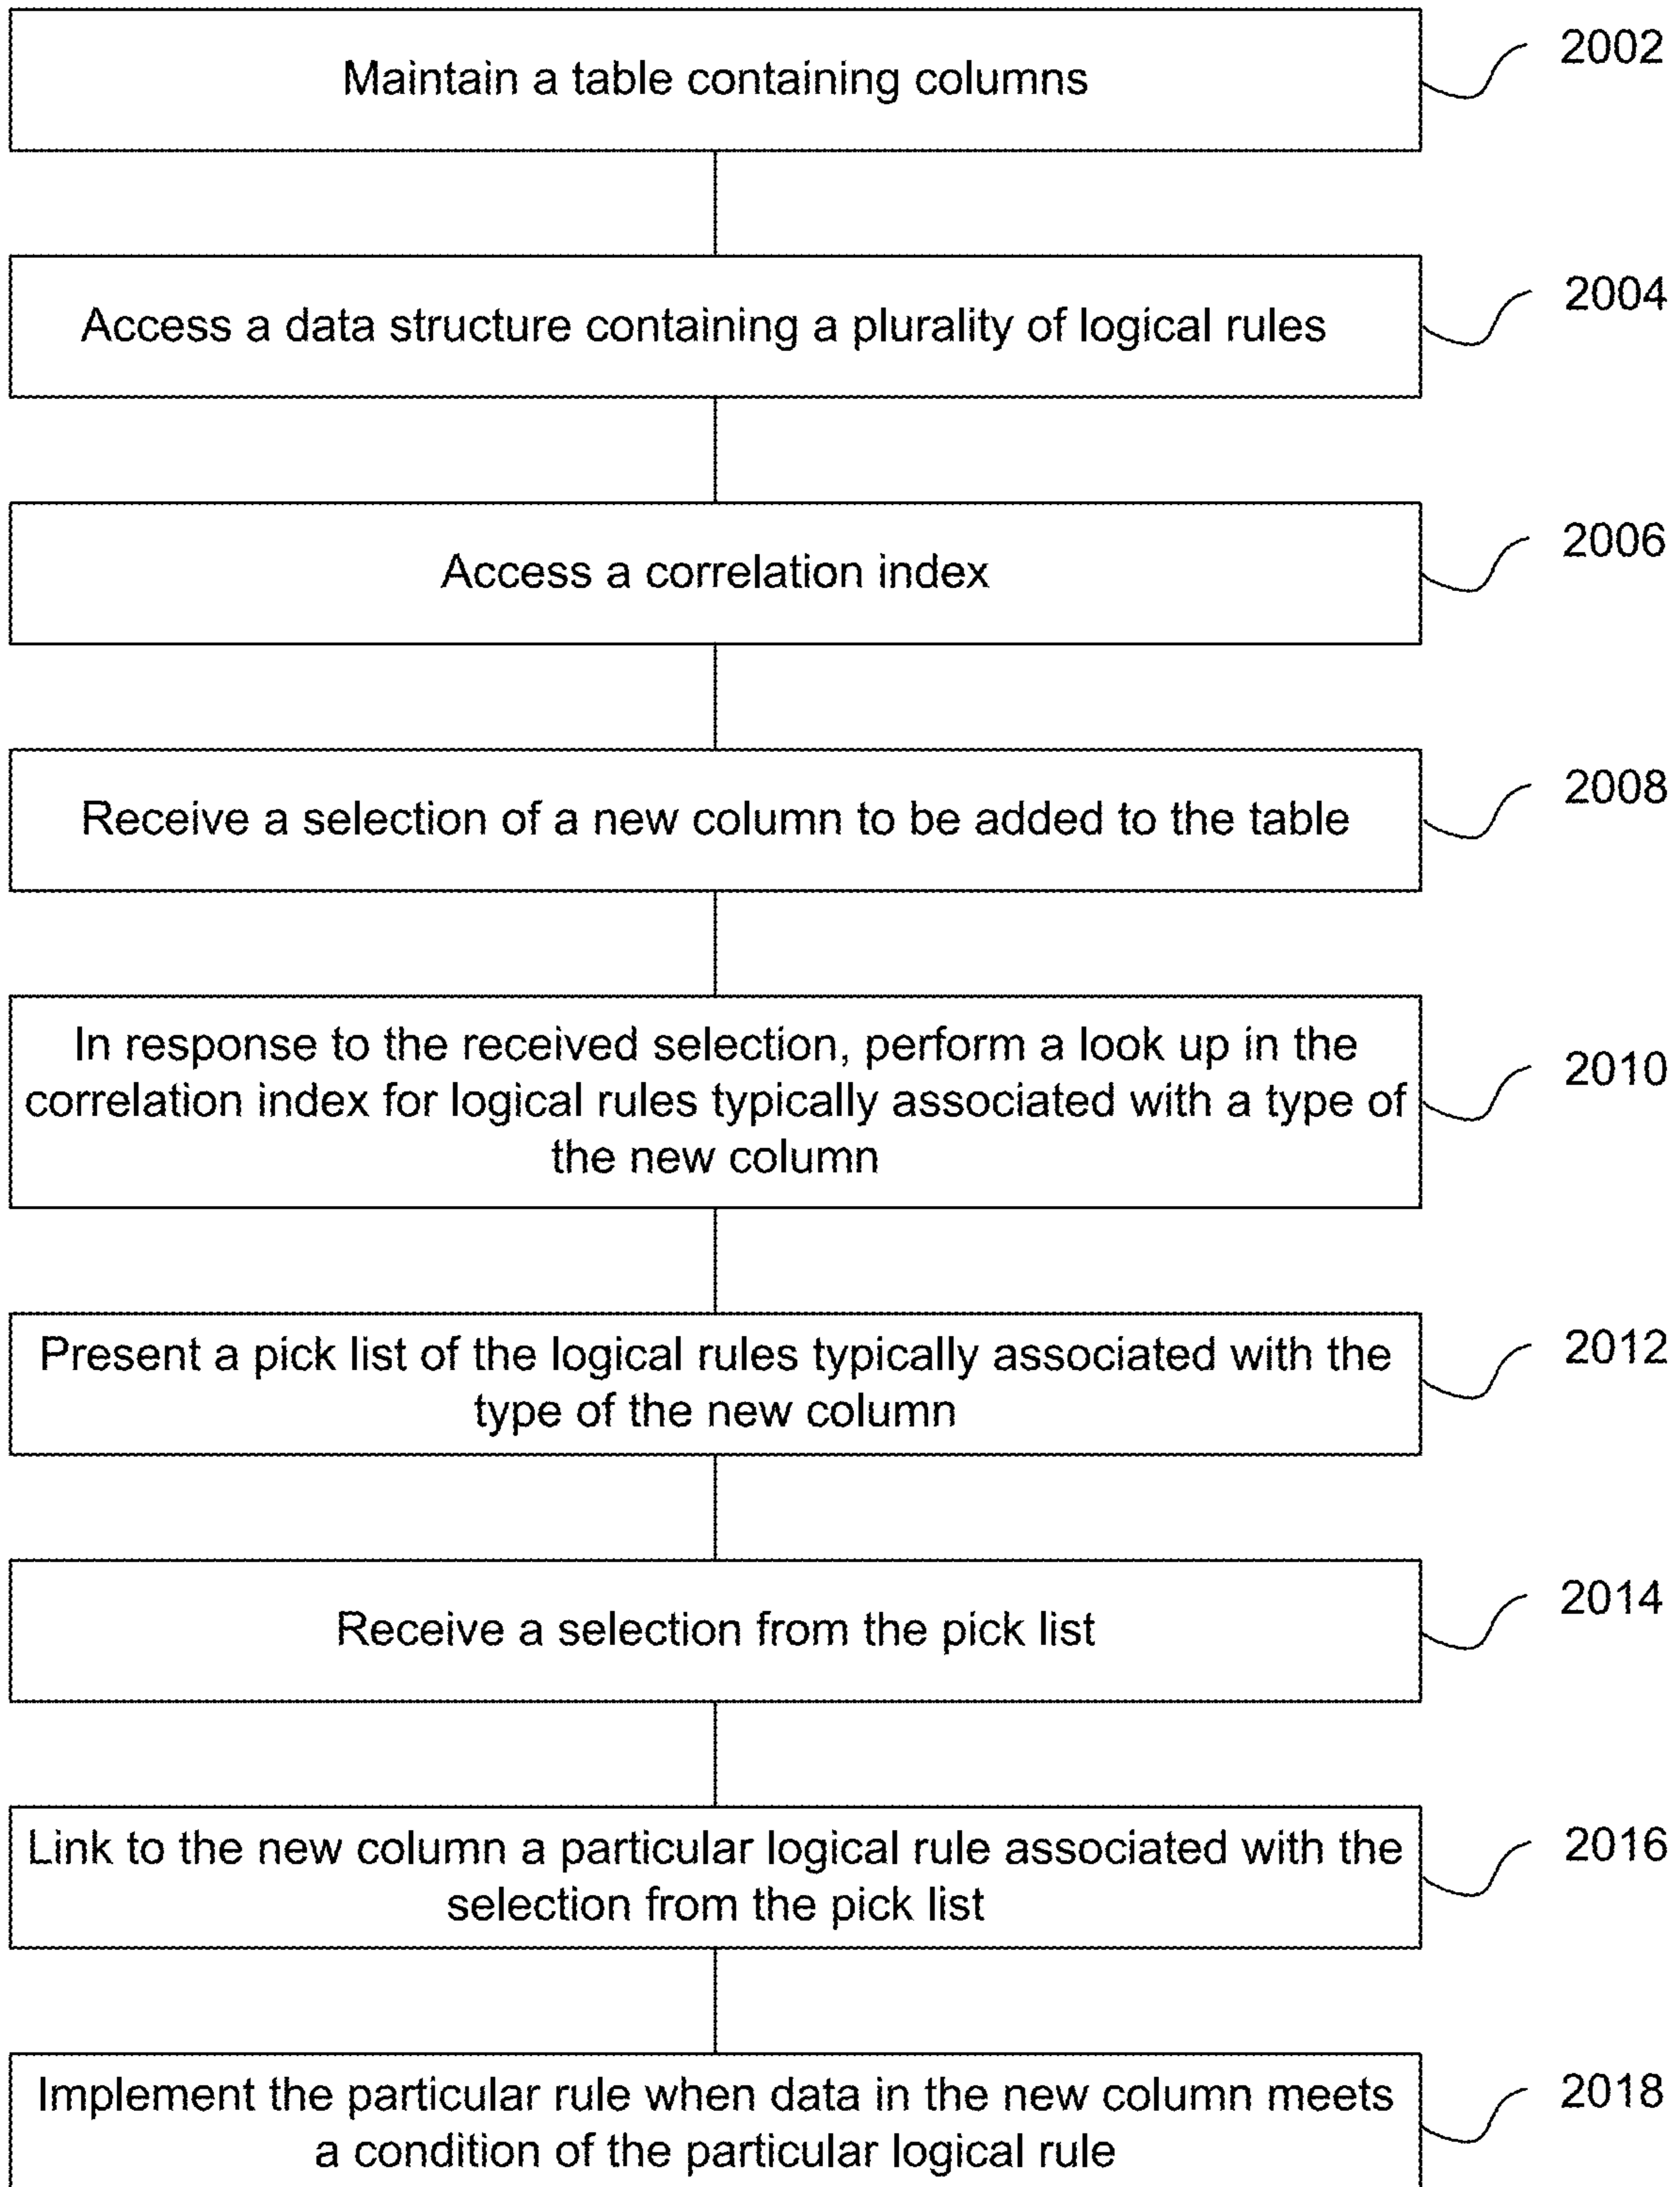 Maintain a table containing columns
2002
Access a data structure containing a plurality of logical rules
2004
Access a correlation index
2006
Receive a selection of a new column to be added to the table
2008
In response to the received selection, perform a look up in the
correlation index for logical rules typically associated with a type of
the new column
2010
Present a pick list of the logical rules typically associated with the
type of the new column
2012
Receive a selection from the pick list
2014
Link to the new column a particular logical rule associated with the
selection from the pick list
2016
Implement the particular rule when data in the new column meets
a condition of the particular logical rule
2018